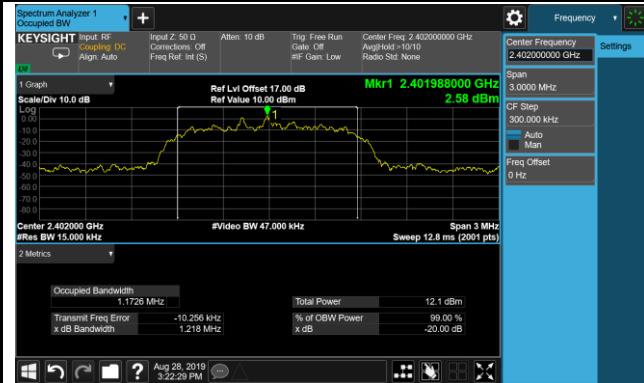 Spectrum Analyzer 1
Occupied BW
Frequency
KEYSIGHT
Input: RF
Coupling: DC
Align: Auto
Input Z: 50 Ω
Corrections: Off
Freq Ref: Int (S)
Atten: 10 dB
Trig: Free Run
Gate: Off
#IF Gain: Low
Center Freq: 2.402000000 GHz
Avg|Hold:>10/10
Radio Std: None
Center Frequency
2.402000000 GHz
Settings
Span
3.0000 MHz
CF Step
300.000 kHz
Auto
Man
Freq Offset
0 Hz
1 Graph
Scale/Div 10.0 dB
Ref Lvl Offset 17.00 dB
Ref Value 10.00 dBm
Mkr1 2.401988000 GHz
2.58 dBm
Log
0.00
-10.0
-20.0
-30.0
-40.0
-50.0
-60.0
-70.0
-80.0
1
Center 2.402000 GHz
#Res BW 15.000 kHz
#Video BW 47.000 kHz
Span 3 MHz
Sweep 12.8 ms (2001 pts)
2 Metrics
Occupied Bandwidth
1.1726 MHz
Total Power 12.1 dBm
Transmit Freq Error -10.256 kHz
% of OBW Power 99.00 %
x dB Bandwidth 1.218 MHz
x dB -20.00 dB
Aug 28, 2019
3:22:29 PM